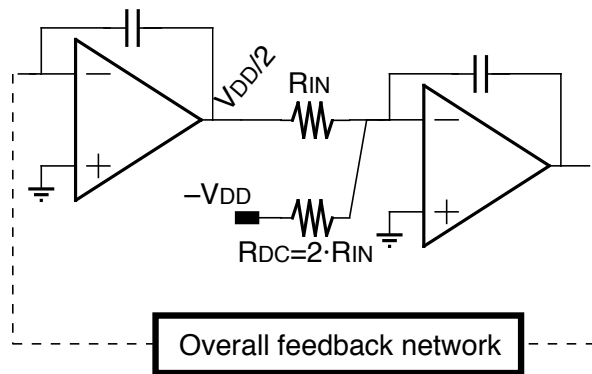 VDD/2
RIN
−
+
−VDD
RDC=2·RIN
−
+
Overall feedback network